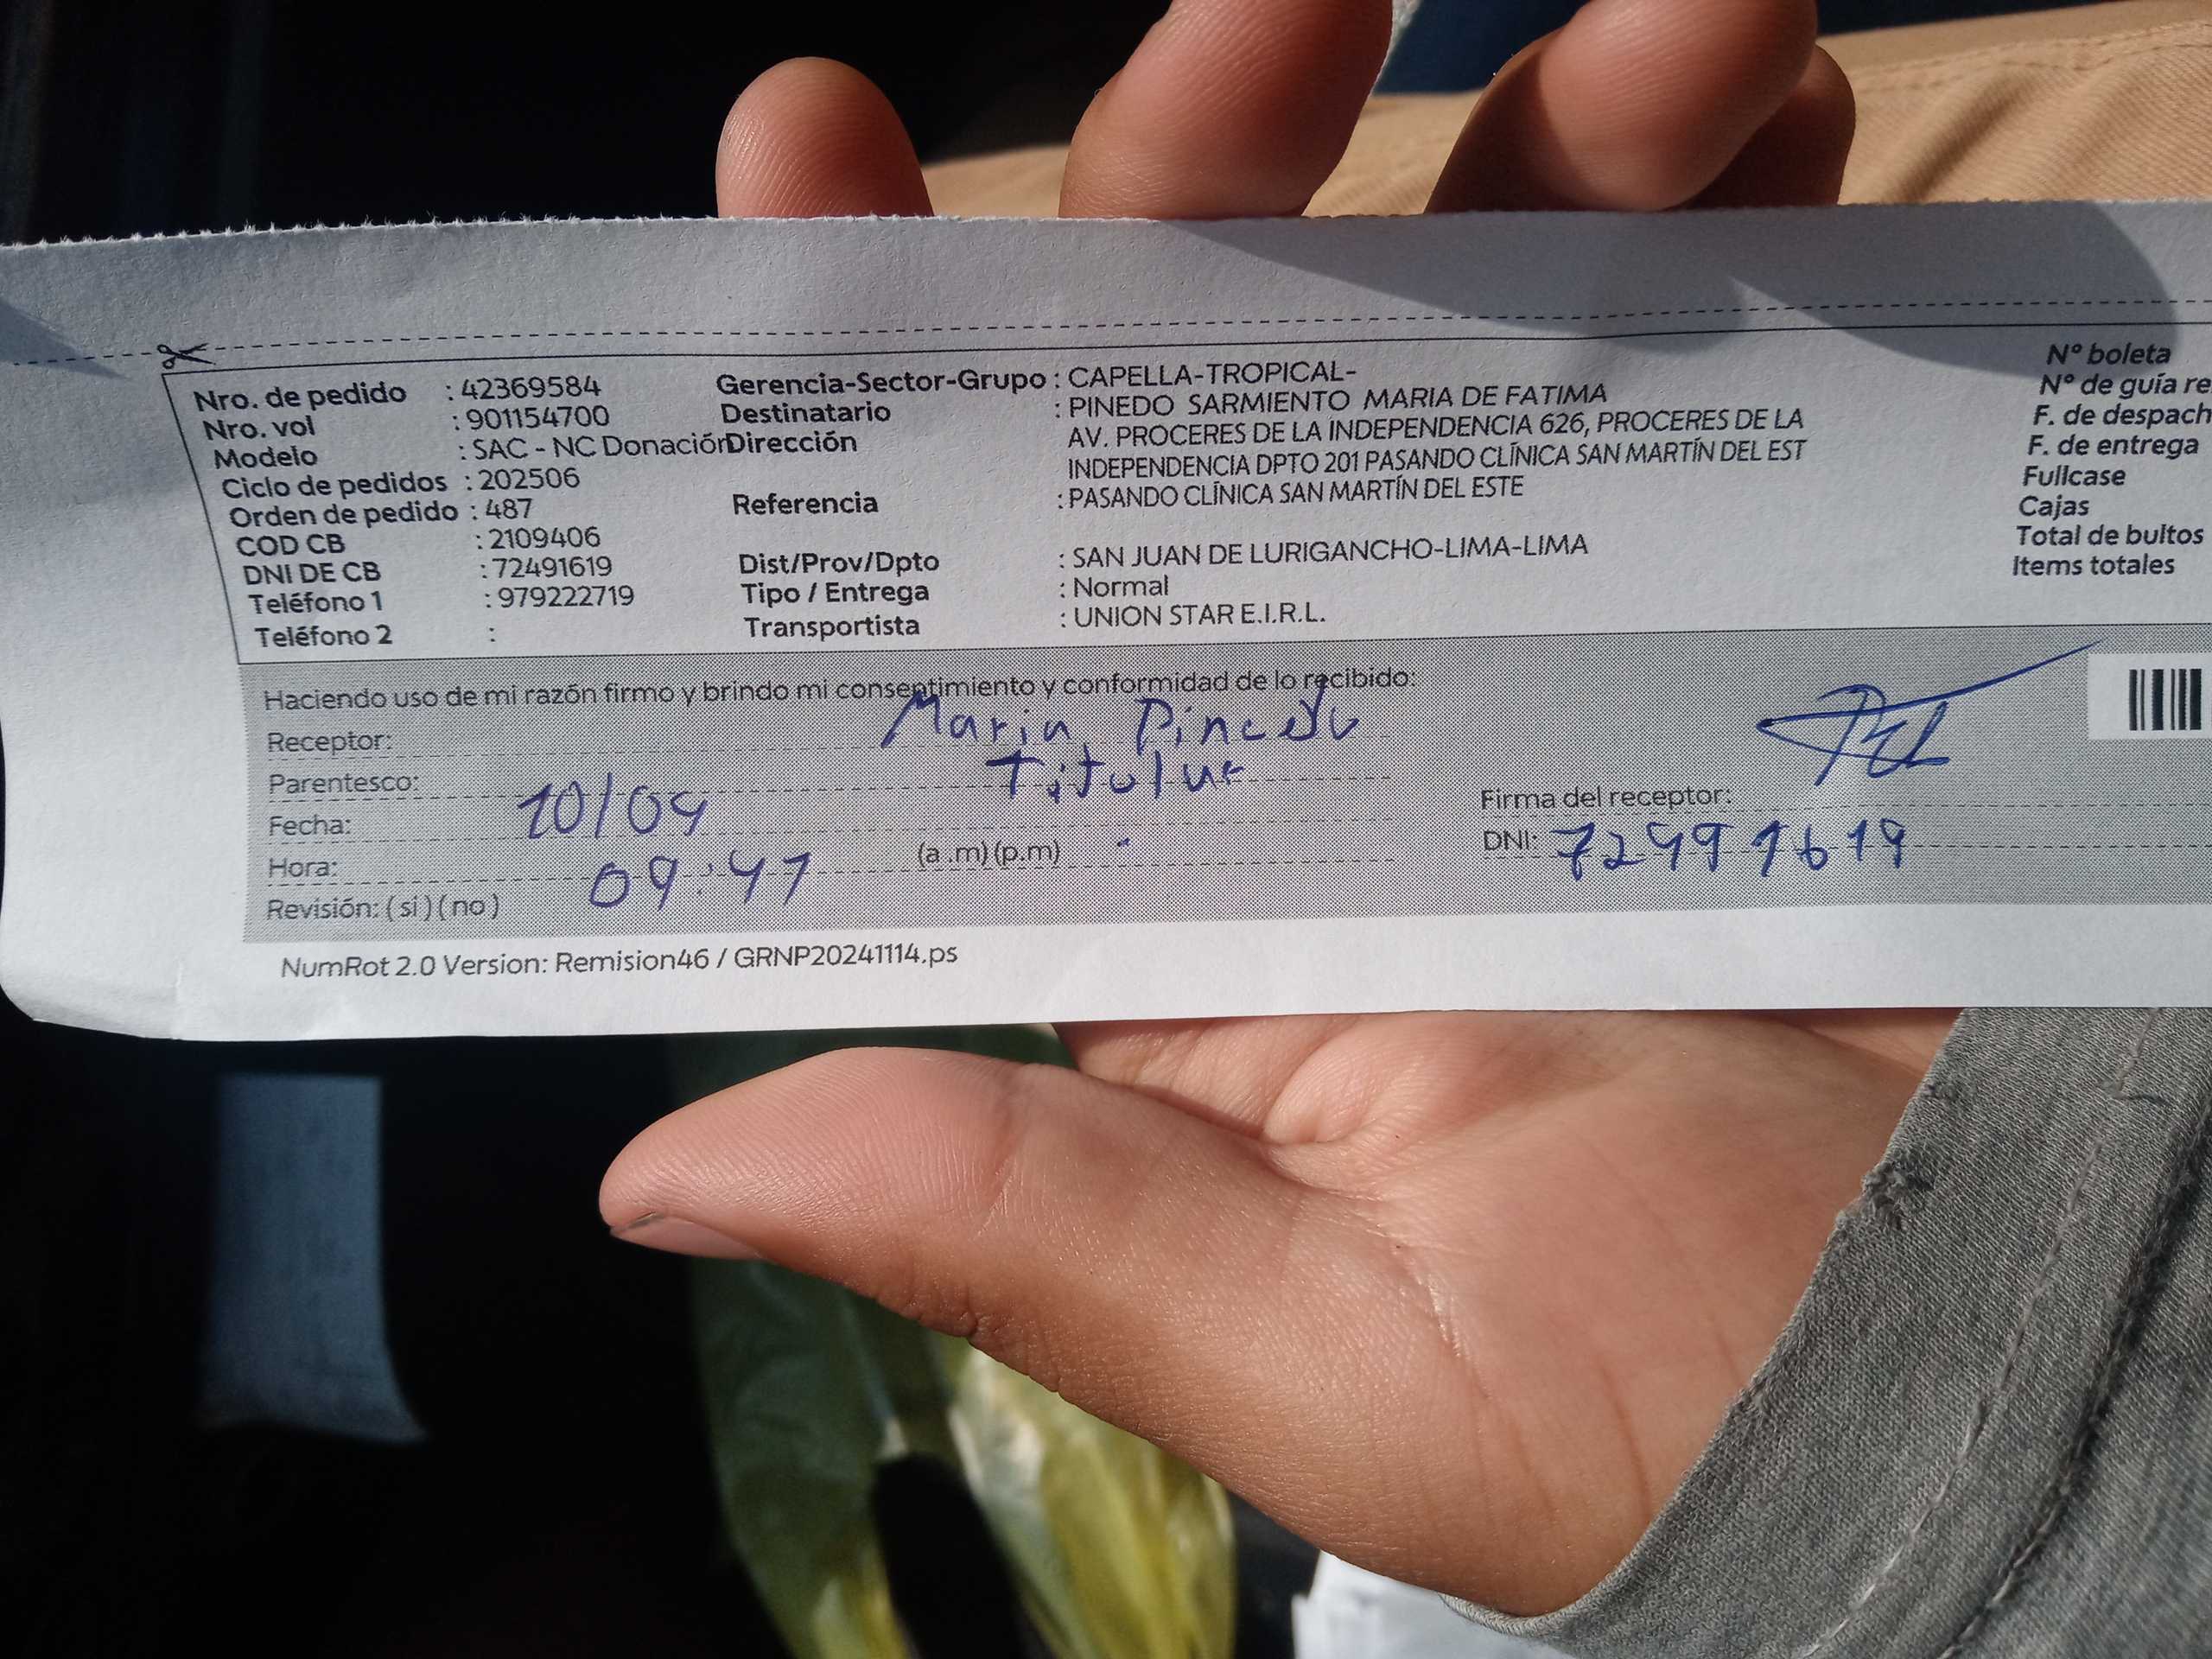 Nro. de pedido : 42369584
Nro. vol : 901154700
Modelo : SAC - NC Donación
Ciclo de pedidos : 202506
Orden de pedido : 487
COD CB : 2109406
DNI DE CB : 72491619
Teléfono 1 : 979222719
Teléfono 2 :
Gerencia-Sector-Grupo : CAPELLA-TROPICAL-
Destinatario : PINEDO SARMIENTO MARIA DE FATIMA
Dirección AV. PROCERES DE LA INDEPENDENCIA 626, PROCERES DE LA
INDEPENDENCIA DPTO 201 PASANDO CLÍNICA SAN MARTÍN DEL EST
Referencia : PASANDO CLÍNICA SAN MARTÍN DEL ESTE
Dist/Prov/Dpto : SAN JUAN DE LURIGANCHO-LIMA-LIMA
Tipo / Entrega : Normal
Transportista : UNION STAR E.I.R.L.
N° boleta
N° de guía re
F. de despach
F. de entrega
Fullcase
Cajas
Total de bultos
Items totales
Haciendo uso de mi razón firmo y brindo mi consentimiento y conformidad de lo recibido:
Receptor: Maria Pinedo
Parentesco: Titular
Fecha: 10/04
Hora: 09:47 (a .m) (p.m)
Revisión: ( si ) ( no )
Firma del receptor:
DNI: 72491619
NumRot 2.0 Version: Remision46 / GRNP20241114.ps